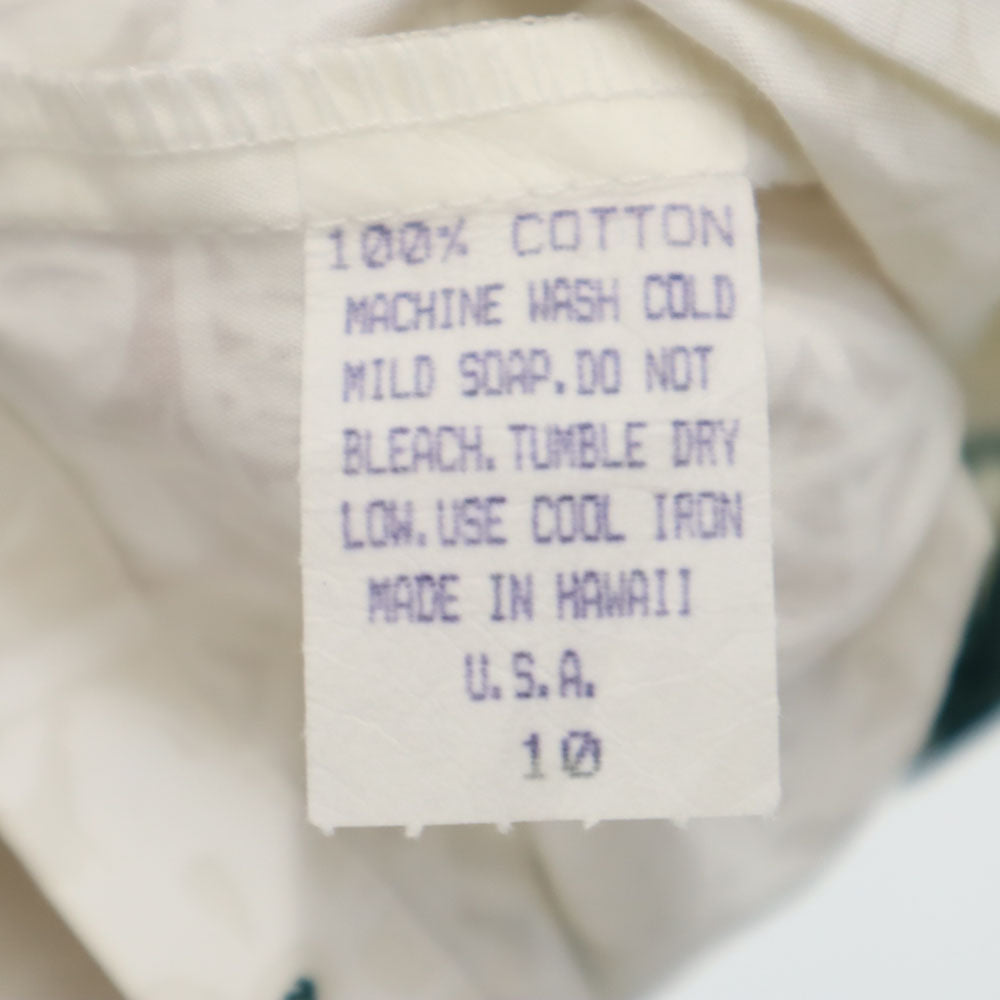 100% COTTON
MACHINE WASH COLD
MILD SOAP.DO NOT
BLEACH.TUMBLE DRY
LOW.USE COOL IRON
MADE IN HAWAII
U.S.A.
10